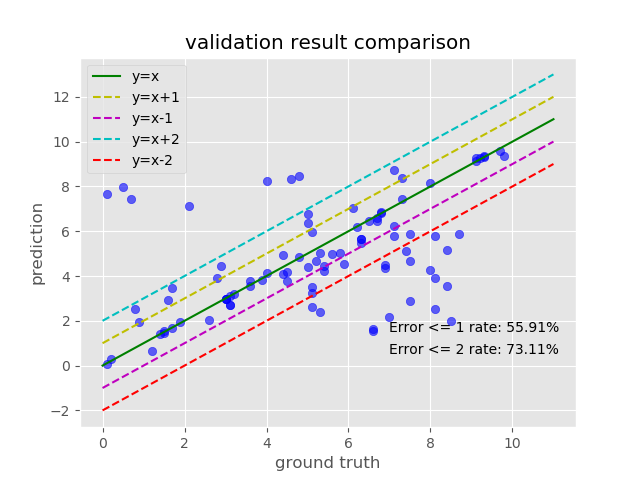 validation result comparison
y=x
y=x+1
y=x-1
y=x+2
y=x-2
12
10
8
6
4
2
0
−2
prediction
Error <= 1 rate: 55.91%
Error <= 2 rate: 73.11%
0 2 4 6 8 10
ground truth